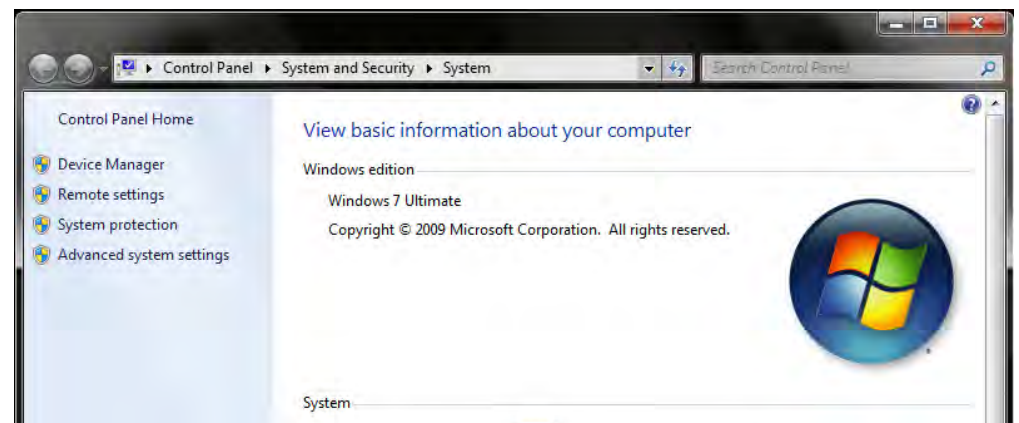 Control Panel ▸ System and Security ▸ System
Search Control Panel
Control Panel Home
Device Manager
Remote settings
System protection
Advanced system settings
View basic information about your computer
Windows edition
Windows 7 Ultimate
Copyright © 2009 Microsoft Corporation. All rights reserved.
System